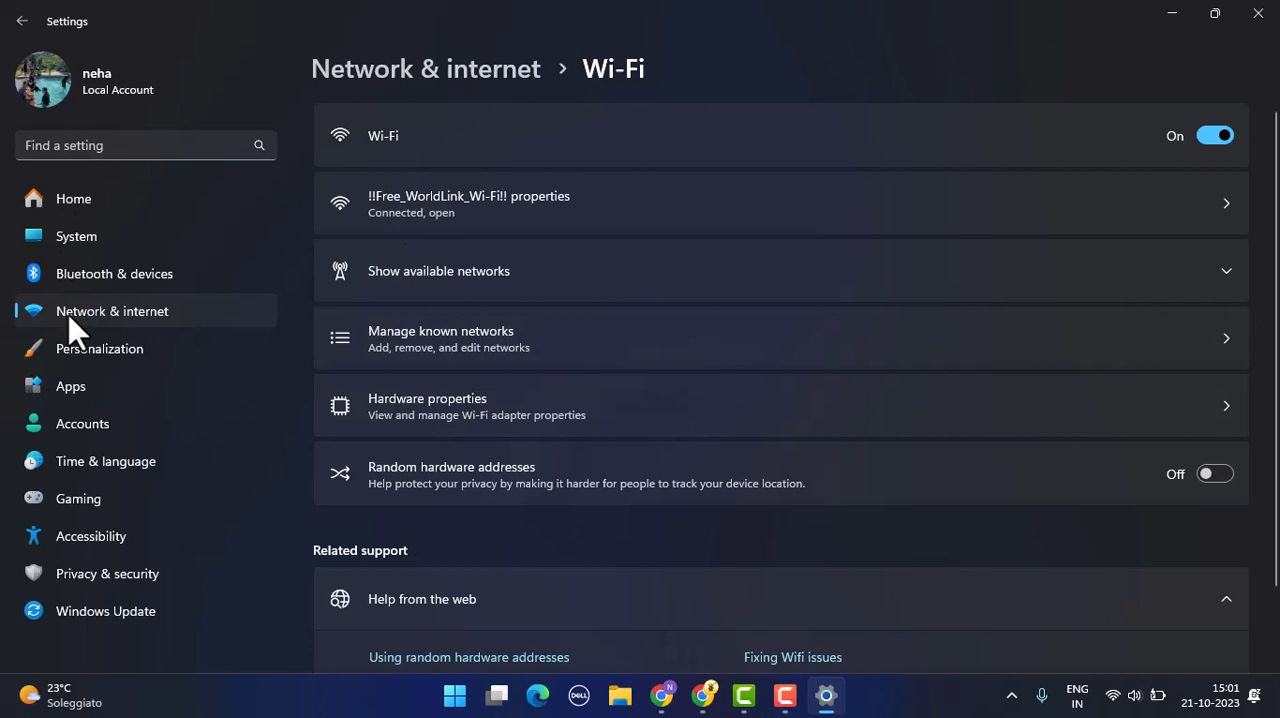 Settings
neha
Local Account
Find a setting
Home
System
Bluetooth & devices
Network & internet
Personalization
Apps
Accounts
Time & language
Gaming
Accessibility
Privacy & security
Windows Update
Network & internet > Wi-Fi
Wi-Fi
On
!!Free_WorldLink_Wi-Fi!! properties
Connected, open
Show available networks
Manage known networks
Add, remove, and edit networks
Hardware properties
View and manage Wi-Fi adapter properties
Random hardware addresses
Help protect your privacy by making it harder for people to track your device location.
Off
Related support
Help from the web
Using random hardware addresses
Fixing Wifi issues
23°C
Soleggiato
DELL
N
ENG
IN
15:01
21-10-2023